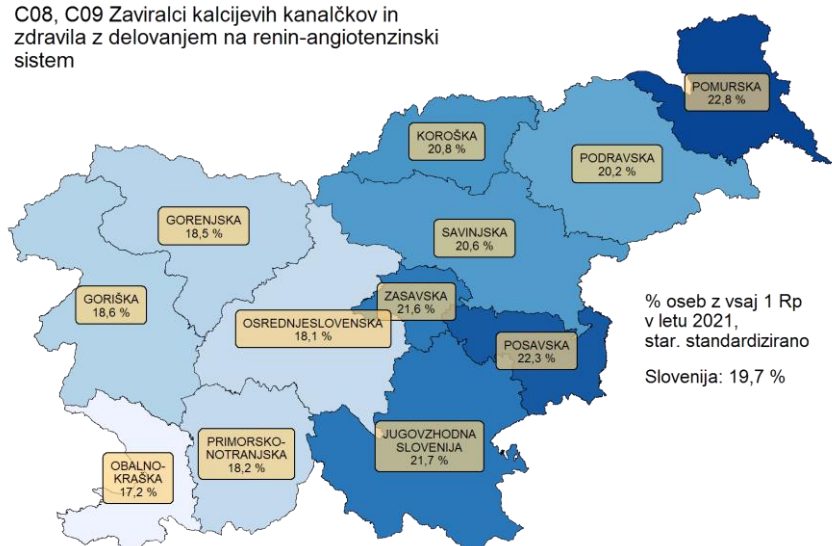 C08, C09 Zaviralci kalcijevih kanalčkov in
zdravila z delovanjem na renin-angiotenzinski
sistem
POMURSKA
22,8 %
KOROŠKA
20,8 %
PODRAVSKA
20,2 %
GORENJSKA
18,5 %
SAVINJSKA
20,6 %
GORIŠKA
18,6 %
ZASAVSKA
21,6 %
OSREDNJESLOVENSKA
18,1 %
POSAVSKA
22,3 %
% oseb z vsaj 1 Rp
v letu 2021,
star. standardizirano
Slovenija: 19,7 %
PRIMORSKO-
NOTRANJSKA
18,2 %
JUGOVZHODNA
SLOVENIJA
21,7 %
OBALNO-
KRAŠKA
17,2 %